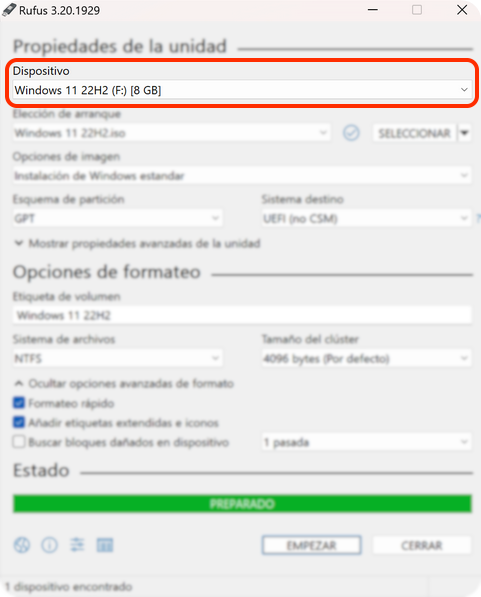 Rufus 3.20.1929
Propiedades de la unidad
Dispositivo
Windows 11 22H2 (F:) [8 GB]
Elección de arranque
Windows 11 22H2.iso
SELECCIONAR
Opciones de imagen
Instalación de Windows estandar
Esquema de partición
Sistema destino
GPT
UEFI (no CSM)
?
Mostrar propiedades avanzadas de la unidad
Opciones de formateo
Etiqueta de volumen
Windows 11 22H2
Sistema de archivos
Tamaño del clúster
NTFS
4096 bytes (Por defecto)
Ocultar opciones avanzadas de formato
Formateo rápido
Añadir etiquetas extendidas e iconos
Buscar bloques dañados en dispositivo
1 pasada
Estado
PREPARADO
EMPEZAR
CERRAR
1 dispositivo encontrado